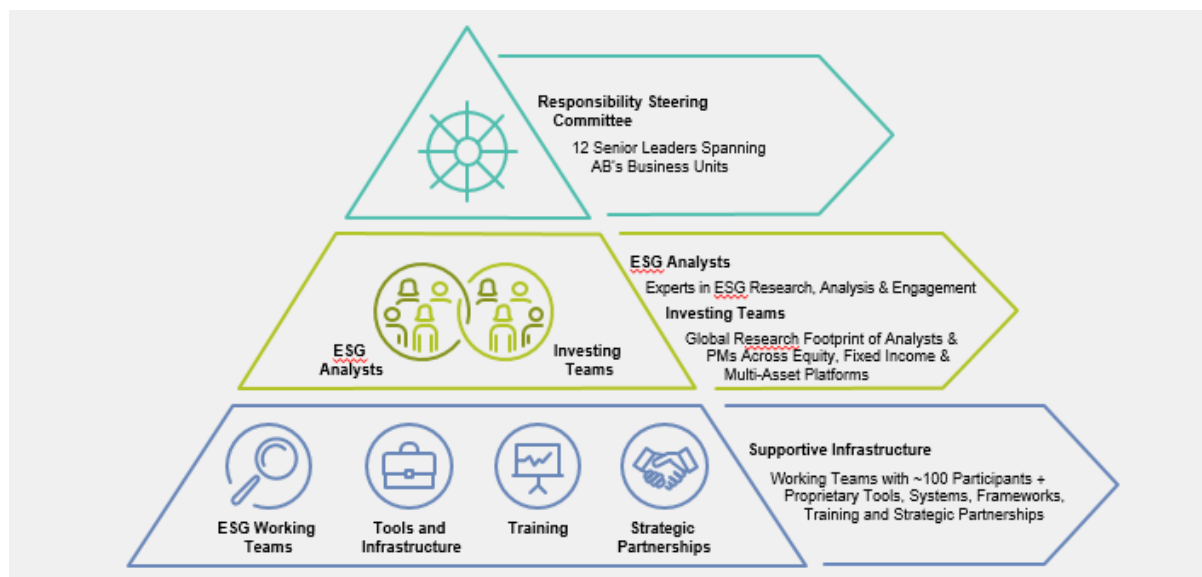 Responsibility Steering
Committee
12 Senior Leaders Spanning
AB's Business Units
ESG Analysts
Experts in ESG Research, Analysis & Engagement
Investing Teams
Global Research Footprint of Analysts &
PMs Across Equity, Fixed Income &
Multi-Asset Platforms
ESG
Analysts
Investing
Teams
Supportive Infrastructure
Working Teams with ~100 Participants +
Proprietary Tools, Systems, Frameworks,
Training and Strategic Partnerships
ESG Working
Teams
Tools and
Infrastructure
Training
Strategic
Partnerships